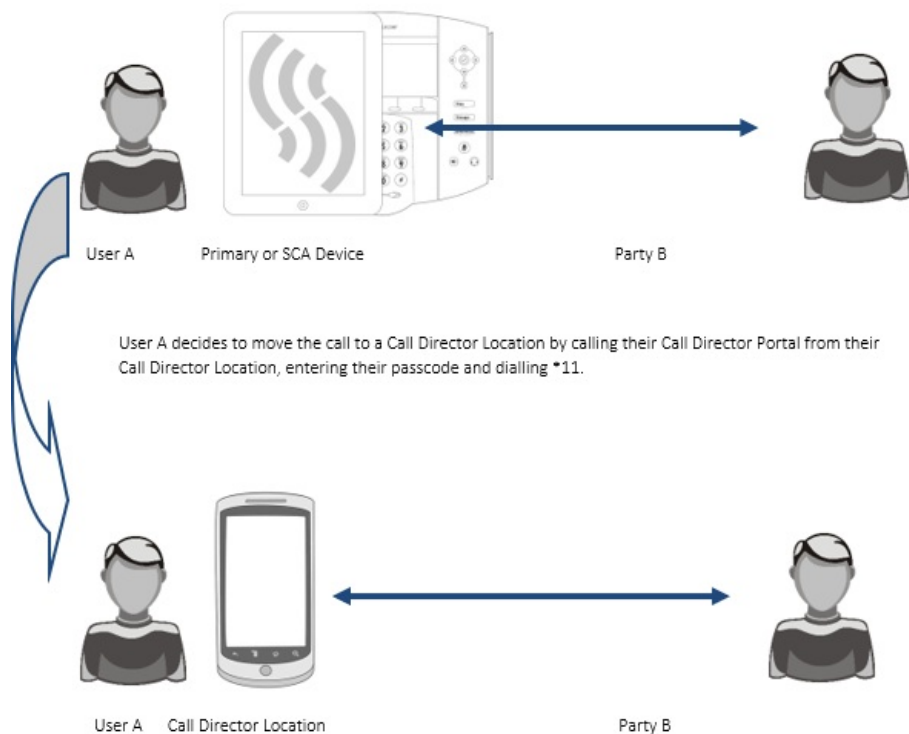 User A Primary or SCA Device Party B
User A decides to move the call to a Call Director Location by calling their Call Director Portal from their
Call Director Location, entering their passcode and dialling *11.
User A Call Director Location Party B